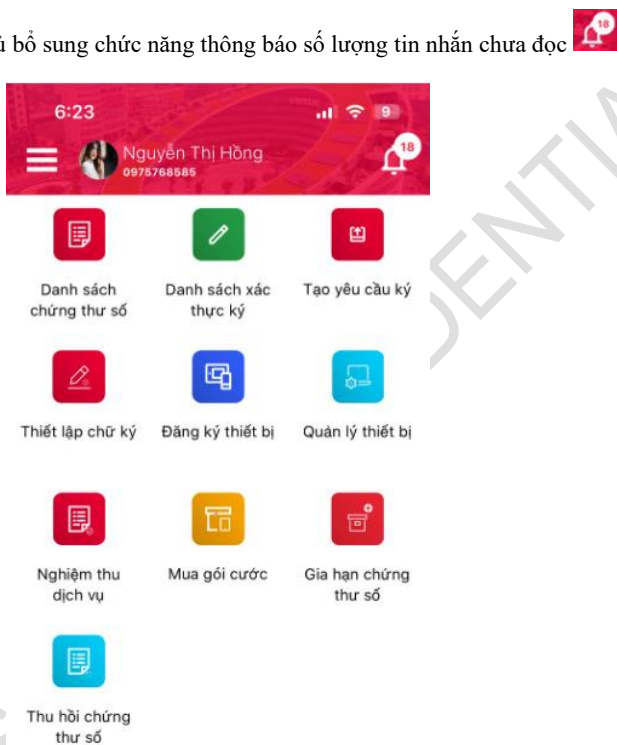 bổ sung chức năng thông báo số lượng tin nhắn chưa đọc 18
6:23 9
Nguyễn Thị Hồng 18
0975768585
Danh sách Danh sách xác Tạo yêu cầu ký
chứng thư số thực ký
Thiết lập chữ ký Đăng ký thiết bị Quản lý thiết bị
Nghiệm thu Mua gói cước Gia hạn chứng
dịch vụ thư số
Thu hồi chứng
thư số